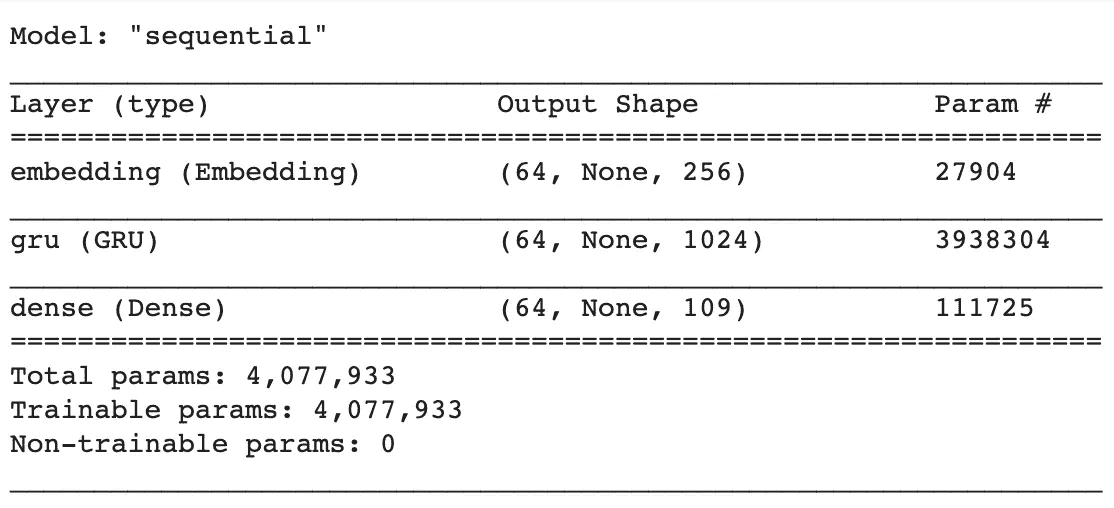 Model: "sequential"
Layer (type) Output Shape Param #
embedding (Embedding) (64, None, 256) 27904
gru (GRU) (64, None, 1024) 3938304
dense (Dense) (64, None, 109) 111725
Total params: 4,077,933
Trainable params: 4,077,933
Non-trainable params: 0